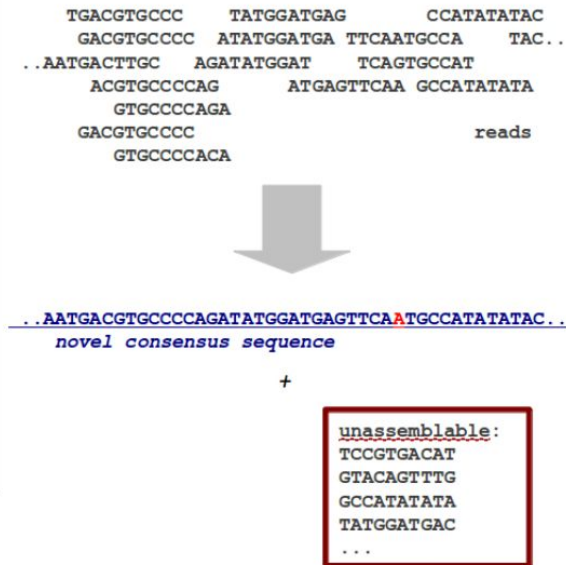 TGACGTGCCC TATGGATGAG CCATATATAC
GACGTGCCCC ATATGGATGA TTCAATGCCA TAC..
..AATGACTTGC AGATATGGAT TTCAGTGCCAT
ACGTGCCCCAG ATGAGTTCAA GCCATATATA
GTGCCCCAGA
GACGTGCCCC reads
GTGCCCCACA
..AATGACGTGCCCCAGATATGGATGAGTTCAATGCCATATATAC..
novel consensus sequence
+
unassemblable:
TCCGTGACAT
GTACAGTTTG
GCCATATATA
TATGGATGAC
...